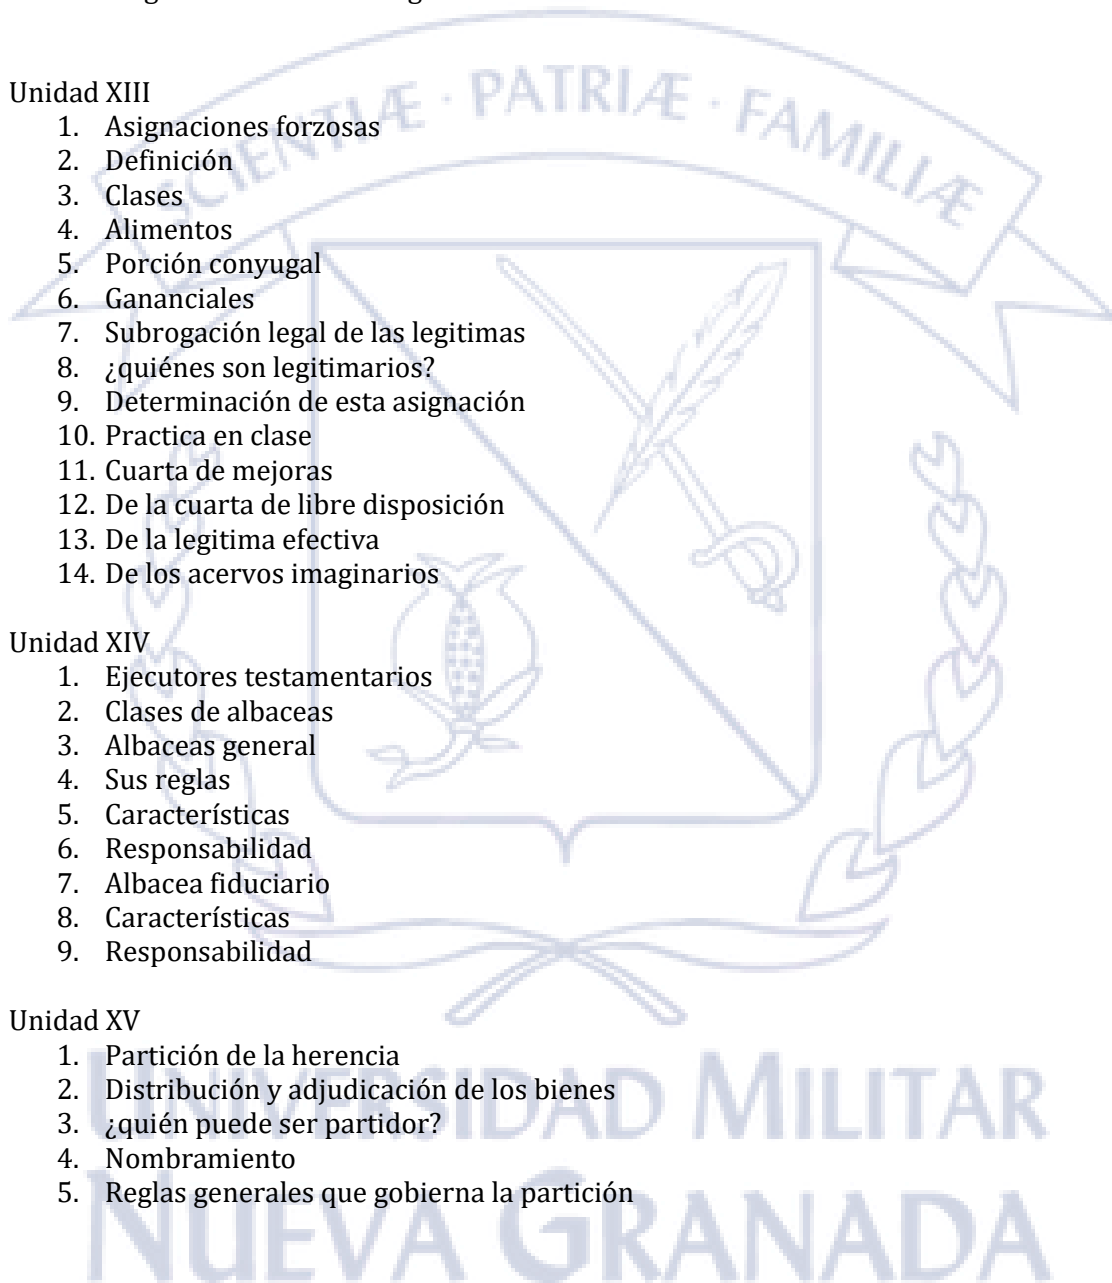 SCIENTIÆ · PATRIÆ · FAMILIÆ
Unidad XIII
1. Asignaciones forzosas
2. Definición
3. Clases
4. Alimentos
5. Porción conyugal
6. Gananciales
7. Subrogación legal de las legitimas
8. ¿quiénes son legitimarios?
9. Determinación de esta asignación
10. Practica en clase
11. Cuarta de mejoras
12. De la cuarta de libre disposición
13. De la legitima efectiva
14. De los acervos imaginarios
Unidad XIV
1. Ejecutores testamentarios
2. Clases de albaceas
3. Albaceas general
4. Sus reglas
5. Características
6. Responsabilidad
7. Albacea fiduciario
8. Características
9. Responsabilidad
Unidad XV
1. Partición de la herencia
2. Distribución y adjudicación de los bienes
3. ¿quién puede ser partidor?
4. Nombramiento
5. Reglas generales que gobierna la partición
UNIVERSIDAD MILITAR
NUEVA GRANADA